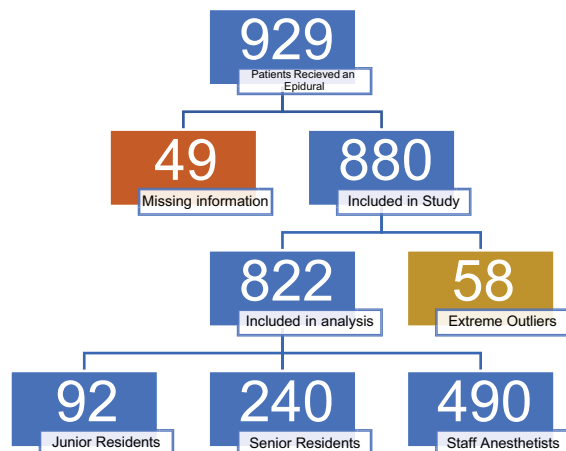 929
Patients Recieved an
Epidural
49
Missing information
880
Included in Study
822
Included in analysis
58
Extreme Outliers
92
Junior Residents
240
Senior Residents
490
Staff Anesthetists